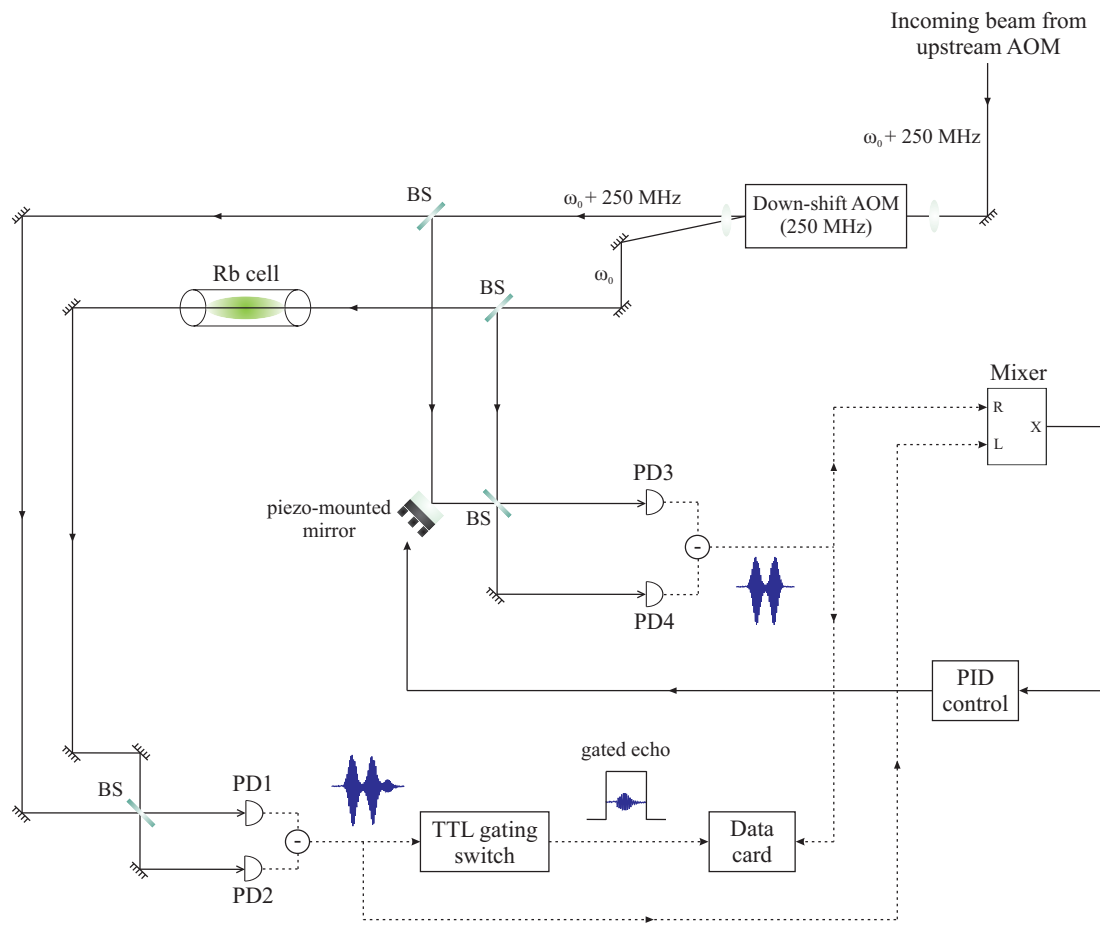 Incoming beam from
upstream AOM
ω₀ + 250 MHz
BS
ω₀ + 250 MHz
Down-shift AOM
(250 MHz)
Rb cell
ω₀
BS
Mixer
R
X
L
PD3
piezo-mounted
mirror
BS
-
PD4
PID
control
gated echo
BS
PD1
-
TTL gating
switch
Data
card
PD2